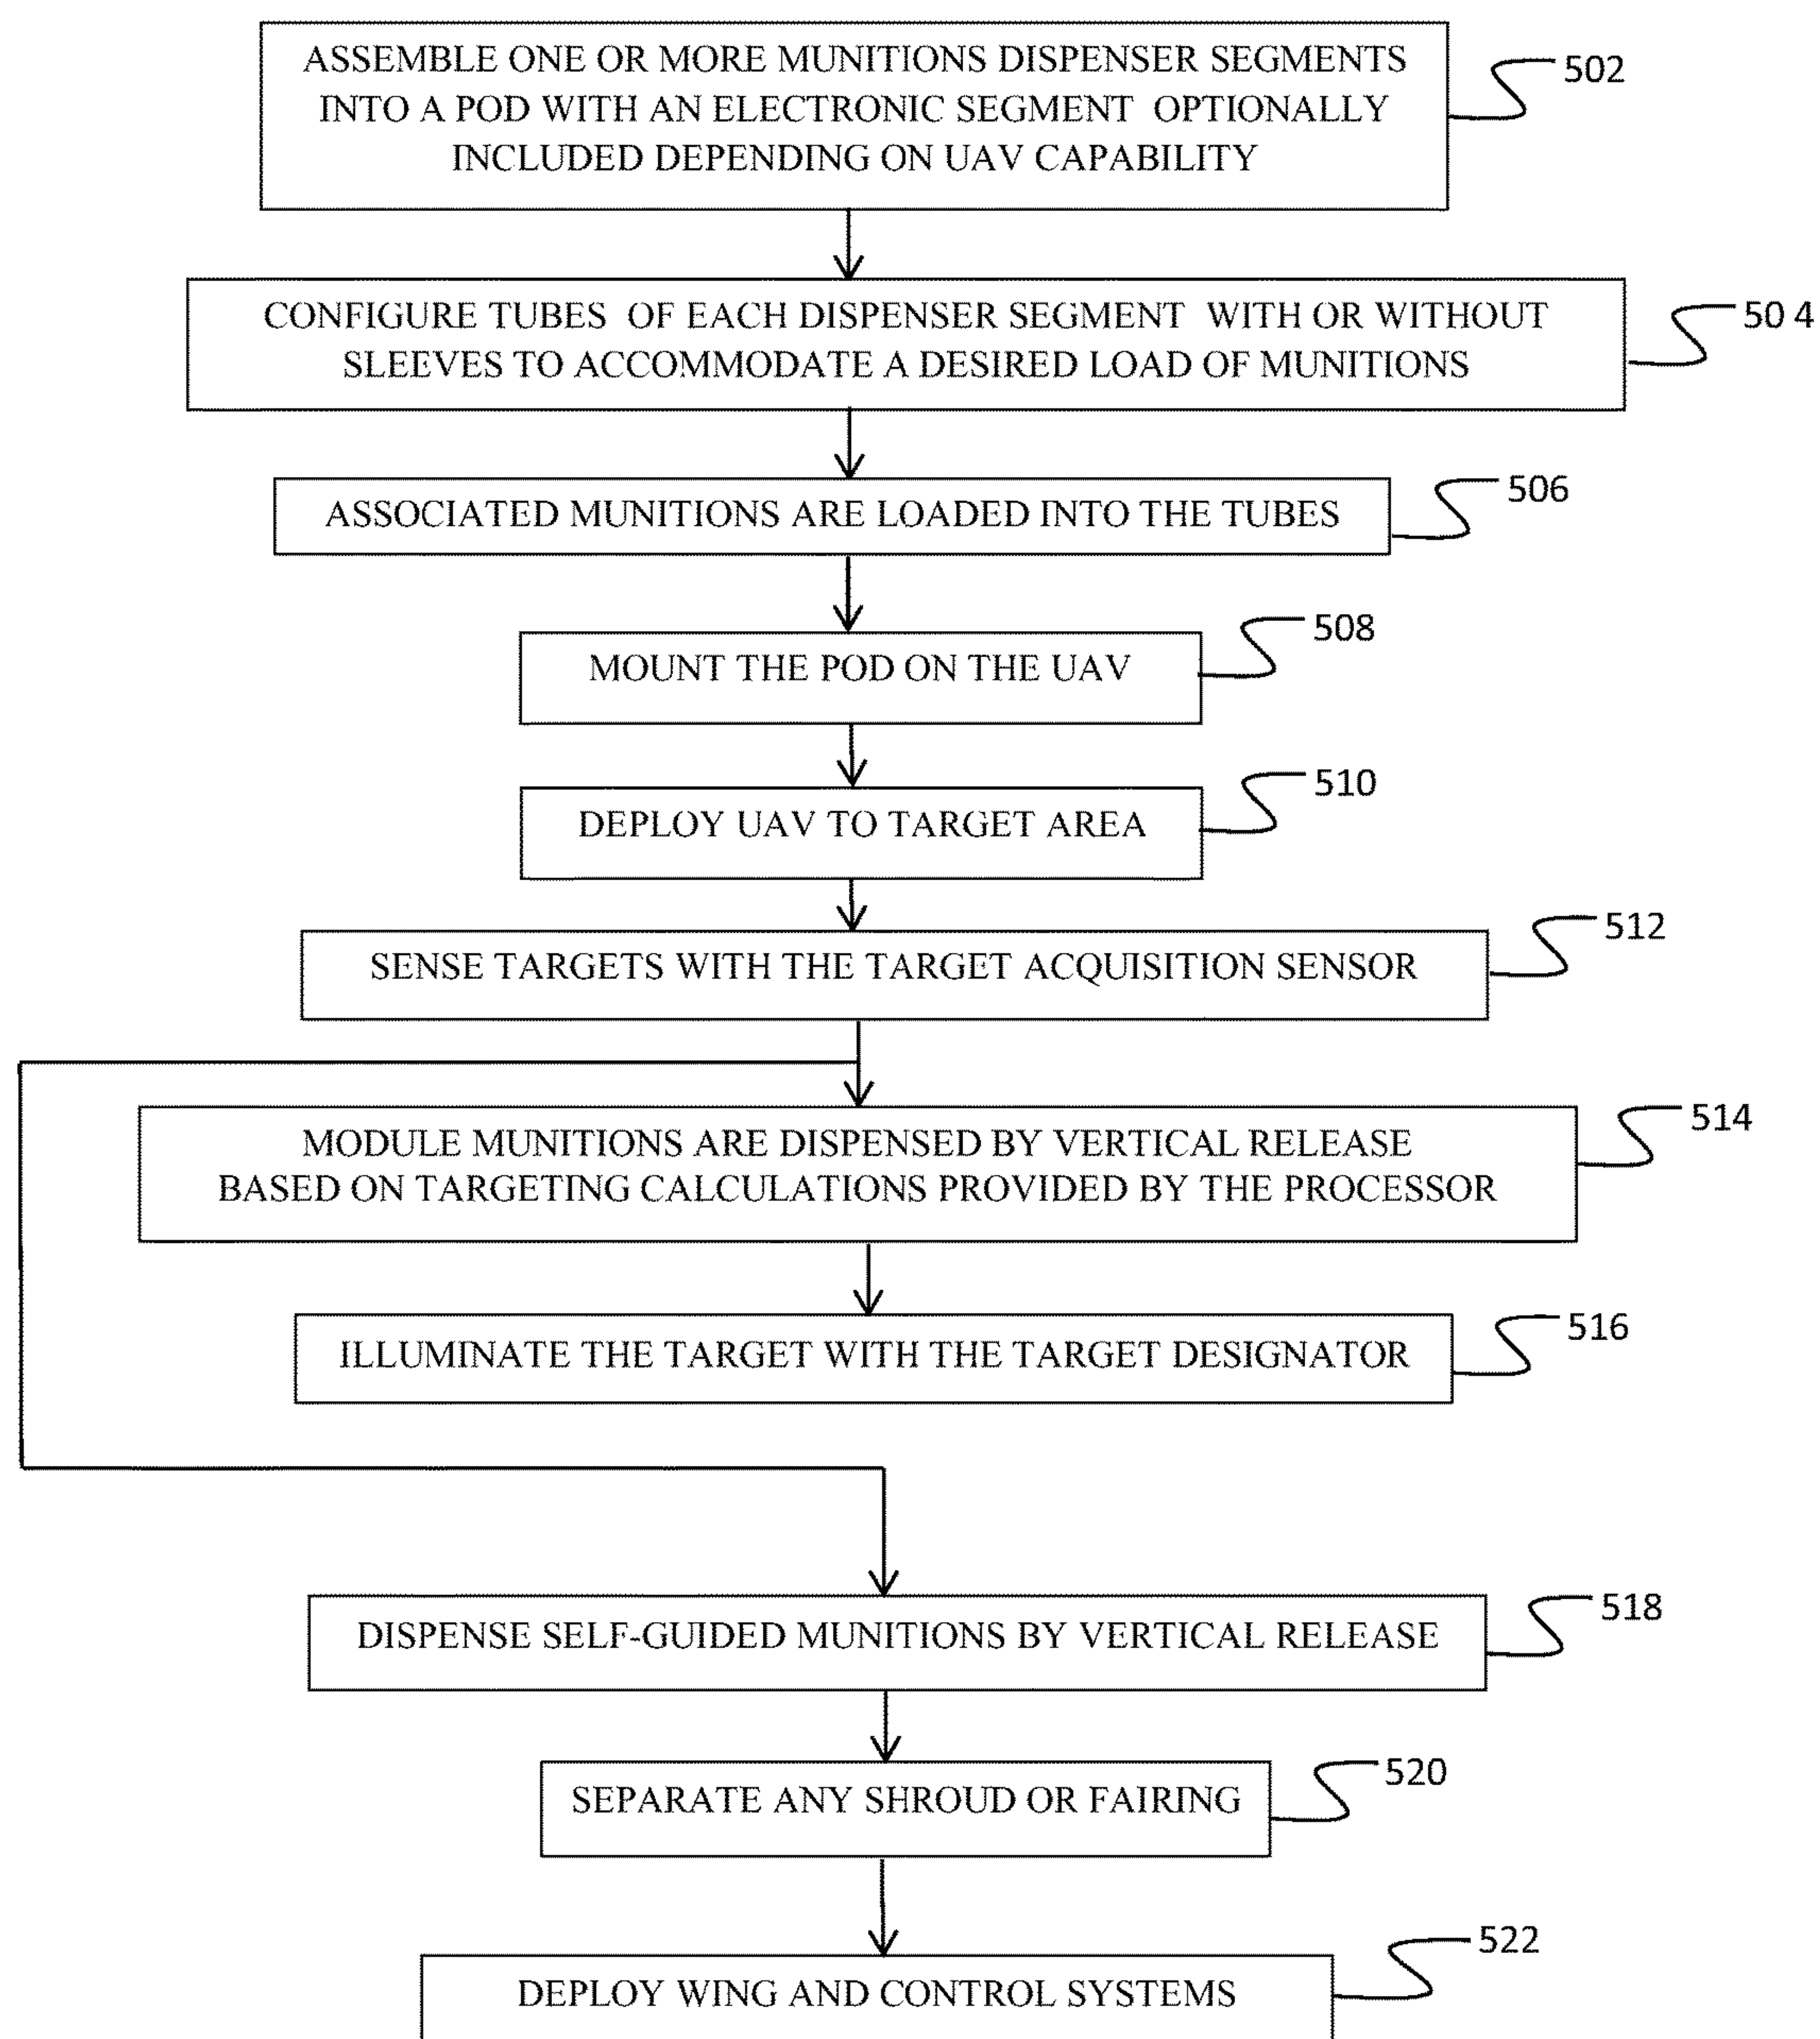 ASSEMBLE ONE OR MORE MUNITIONS DISPENSER SEGMENTS
INTO A POD WITH AN ELECTRONIC SEGMENT OPTIONALLY
INCLUDED DEPENDING ON UAV CAPABILITY
502
CONFIGURE TUBES OF EACH DISPENSER SEGMENT WITH OR WITHOUT
SLEEVES TO ACCOMMODATE A DESIRED LOAD OF MUNITIONS
50 4
ASSOCIATED MUNITIONS ARE LOADED INTO THE TUBES
506
MOUNT THE POD ON THE UAV
508
DEPLOY UAV TO TARGET AREA
510
SENSE TARGETS WITH THE TARGET ACQUISITION SENSOR
512
MODULE MUNITIONS ARE DISPENSED BY VERTICAL RELEASE
BASED ON TARGETING CALCULATIONS PROVIDED BY THE PROCESSOR
514
ILLUMINATE THE TARGET WITH THE TARGET DESIGNATOR
516
DISPENSE SELF-GUIDED MUNITIONS BY VERTICAL RELEASE
518
SEPARATE ANY SHROUD OR FAIRING
520
DEPLOY WING AND CONTROL SYSTEMS
522